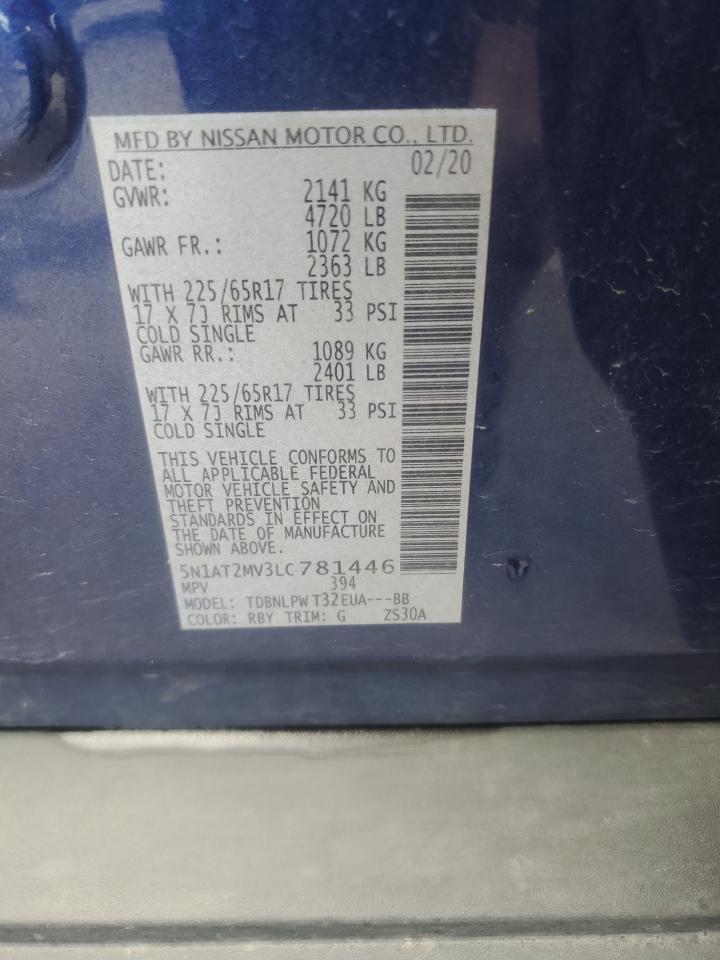 MFD BY NISSAN MOTOR CO., LTD.
DATE: 02/20
GVWR: 2141 KG
4720 LB
GAWR FR.: 1072 KG
2363 LB
WITH 225/65R17 TIRES
17 X 7J RIMS AT 33 PSI
COLD SINGLE
GAWR RR.: 1089 KG
2401 LB
WITH 225/65R17 TIRES
17 X 7J RIMS AT 33 PSI
COLD SINGLE
THIS VEHICLE CONFORMS TO
ALL APPLICABLE FEDERAL
MOTOR VEHICLE SAFETY AND
THEFT PREVENTION
STANDARDS IN EFFECT ON
THE DATE OF MANUFACTURE
SHOWN ABOVE.
5N1AT2MV3LC781446
MPV 394
MODEL: TDBNLPW T32EUA---BB
COLOR: RBY TRIM: G ZS30A